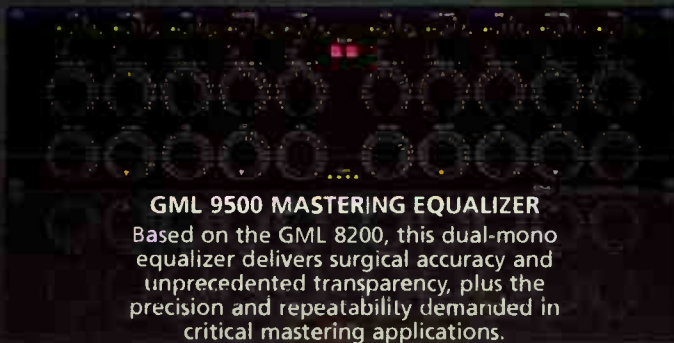 GML 9500 MASTERING EQUALIZER
Based on the GML 8200, this dual-mono
equalizer delivers surgical accuracy and
unprecedented transparency, plus the
precision and repeatability demanded in
critical mastering applications.